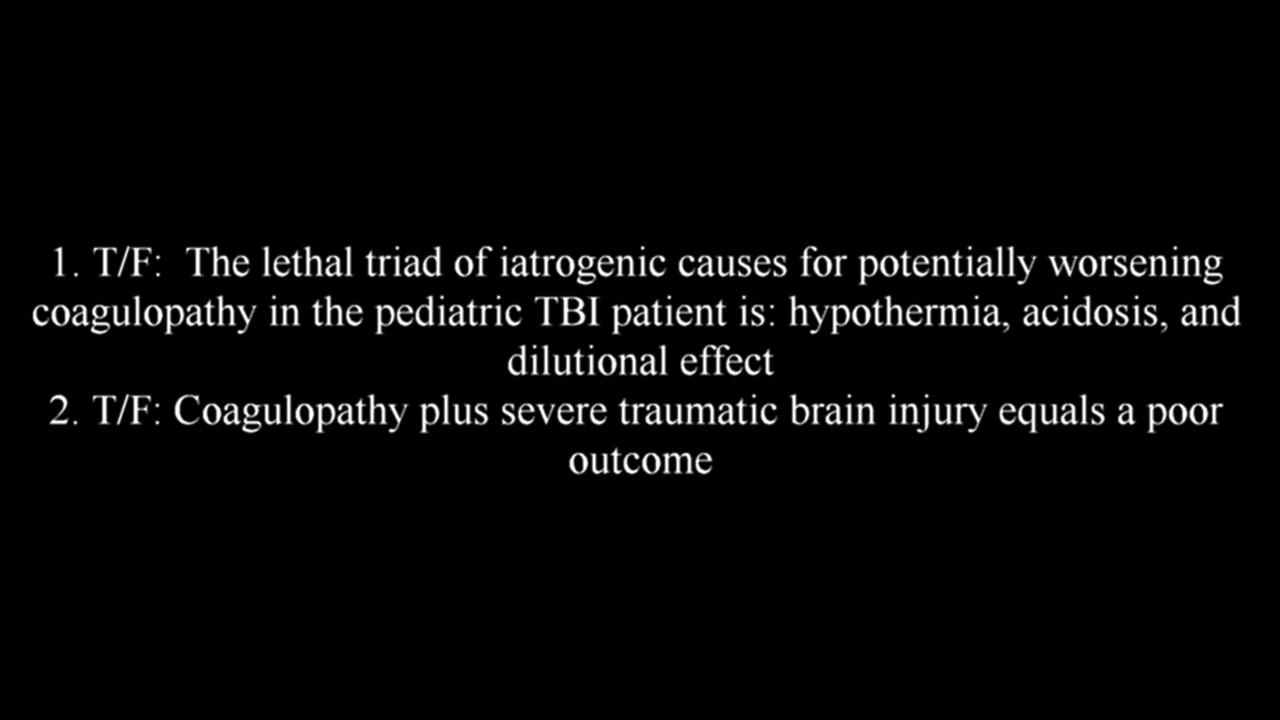 1. T/F:  The lethal triad of iatrogenic causes for potentially worsening
coagulopathy in the pediatric TBI patient is: hypothermia, acidosis, and
dilutional effect
2. T/F: Coagulopathy plus severe traumatic brain injury equals a poor
outcome